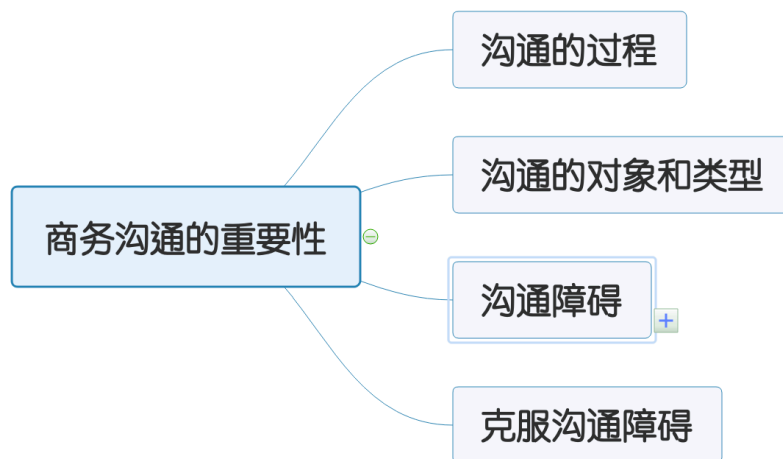 沟通的过程
沟通的对象和类型
商务沟通的重要性
沟通障碍
克服沟通障碍